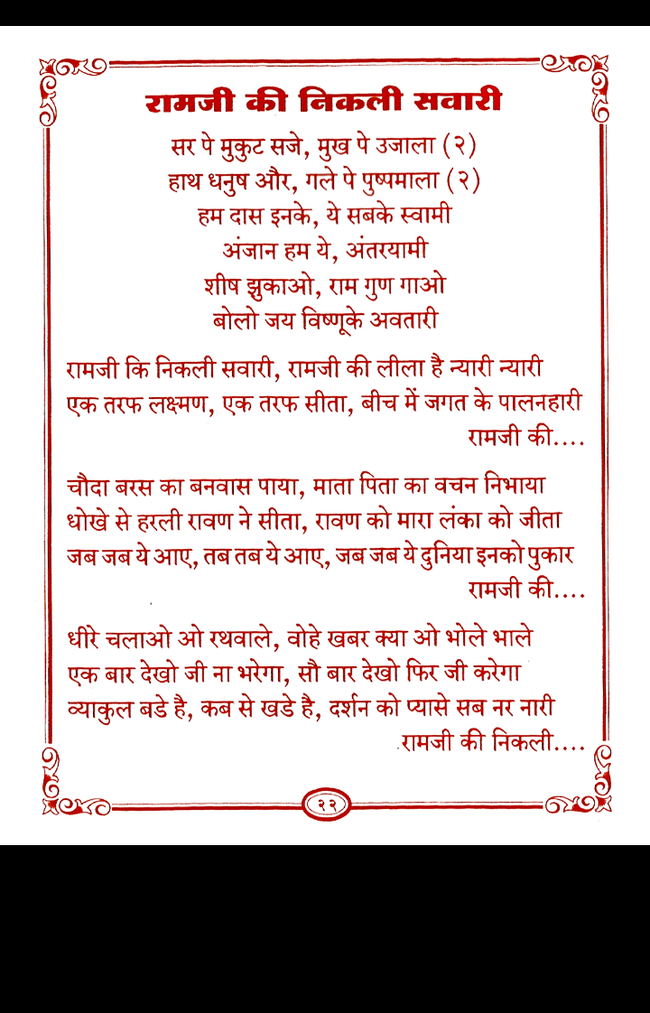 रामजी की निकली सवारी
सर पे मुकुट सजे, मुख पे उजाला (२)
हाथ धनुष और, गले पे पुष्पमाला (२)
हम दास इनके, ये सबके स्वामी
अंजान हम ये, अंतरयामी
शीष झुकाओ, राम गुण गाओ
बोलो जय विष्णूके अवतारी
रामजी कि निकली सवारी, रामजी की लीला है न्यारी न्यारी
एक तरफ लक्ष्मण, एक तरफ सीता, बीच में जगत के पालनहारी
रामजी की....
चौदा बरस का बनवास पाया, माता पिता का वचन निभाया
धोखे से हरली रावण ने सीता, रावण को मारा लंका को जीता
जब जब ये आए, तब तब ये आए, जब जब ये दुनिया इनको पुकार
रामजी की....
धीरे चलाओ ओ रथवाले, वोहे खबर क्या ओ भोले भाले
एक बार देखो जी ना भरेगा, सौ बार देखो फिर जी करेगा
व्याकुल बडे है, कब से खडे है, दर्शन को प्यासे सब नर नारी
रामजी की निकली....
२२